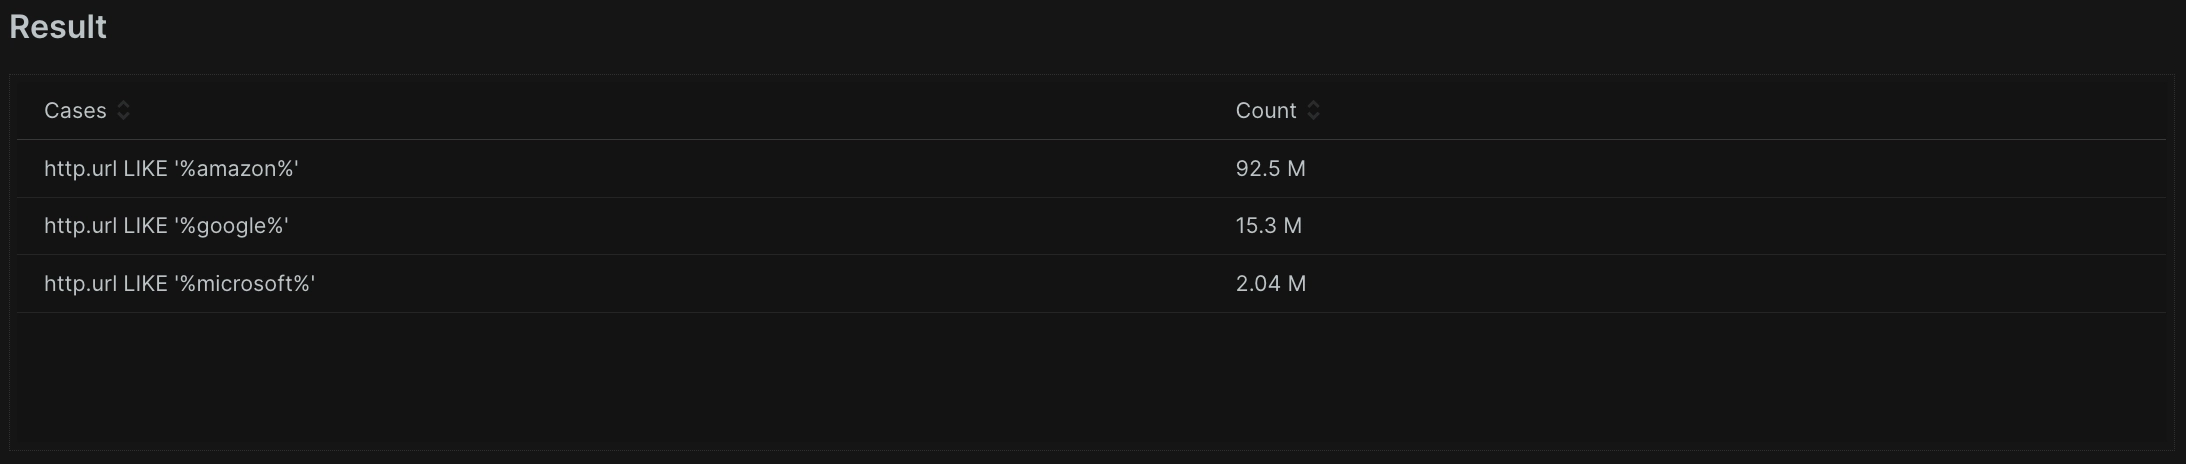 Result
Cases Count
http.url LIKE '%amazon%' 92.5 M
http.url LIKE '%google%' 15.3 M
http.url LIKE '%microsoft%' 2.04 M